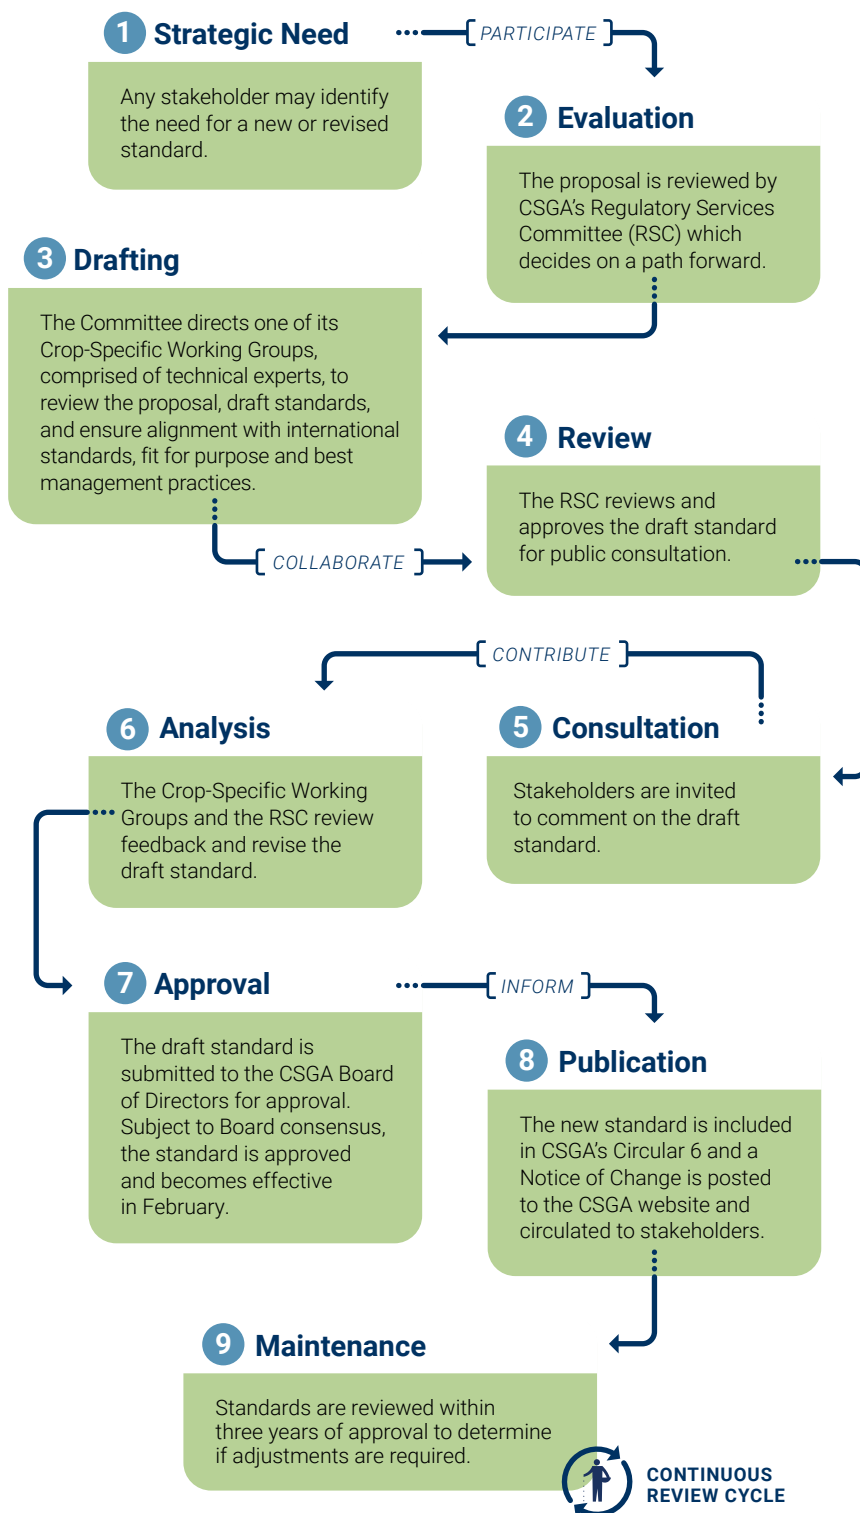 1 Strategic Need
PARTICIPATE
Any stakeholder may identify
the need for a new or revised
standard.
2 Evaluation
The proposal is reviewed by
CSGA's Regulatory Services
Committee (RSC) which
decides on a path forward.
3 Drafting
The Committee directs one of its
Crop-Specific Working Groups,
comprised of technical experts, to
review the proposal, draft standards,
and ensure alignment with international
standards, fit for purpose and best
management practices.
COLLABORATE
4 Review
The RSC reviews and
approves the draft standard
for public consultation.
5 Consultation
Stakeholders are invited
to comment on the draft
standard.
CONTRIBUTE
6 Analysis
The Crop-Specific Working
Groups and the RSC review
feedback and revise the
draft standard.
7 Approval
The draft standard is
submitted to the CSGA Board
of Directors for approval.
Subject to Board consensus,
the standard is approved
and becomes effective
in February.
INFORM
8 Publication
The new standard is included
in CSGA's Circular 6 and a
Notice of Change is posted
to the CSGA website and
circulated to stakeholders.
9 Maintenance
Standards are reviewed within
three years of approval to determine
if adjustments are required.
CONTINUOUS
REVIEW CYCLE